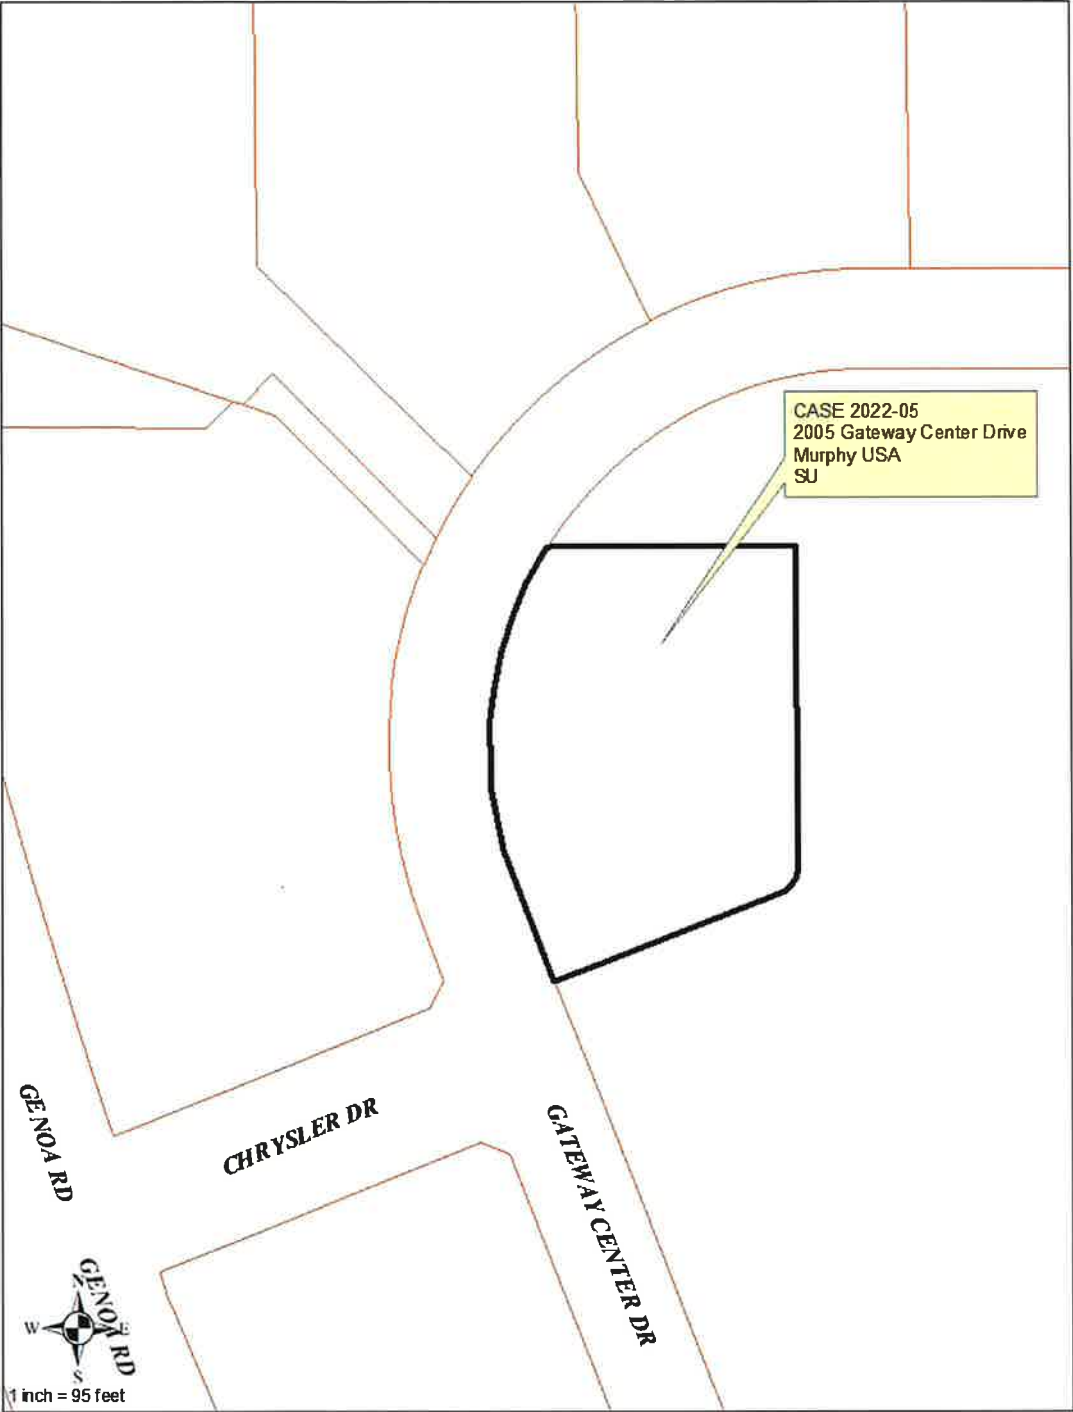 CASE 2022-05
2005 Gateway Center Drive
Murphy USA
SU
GENOA RD
CHRYSLER DR
GATEWAY CENTER DR
GENOA RD
N
W
E
S
1 inch = 95 feet